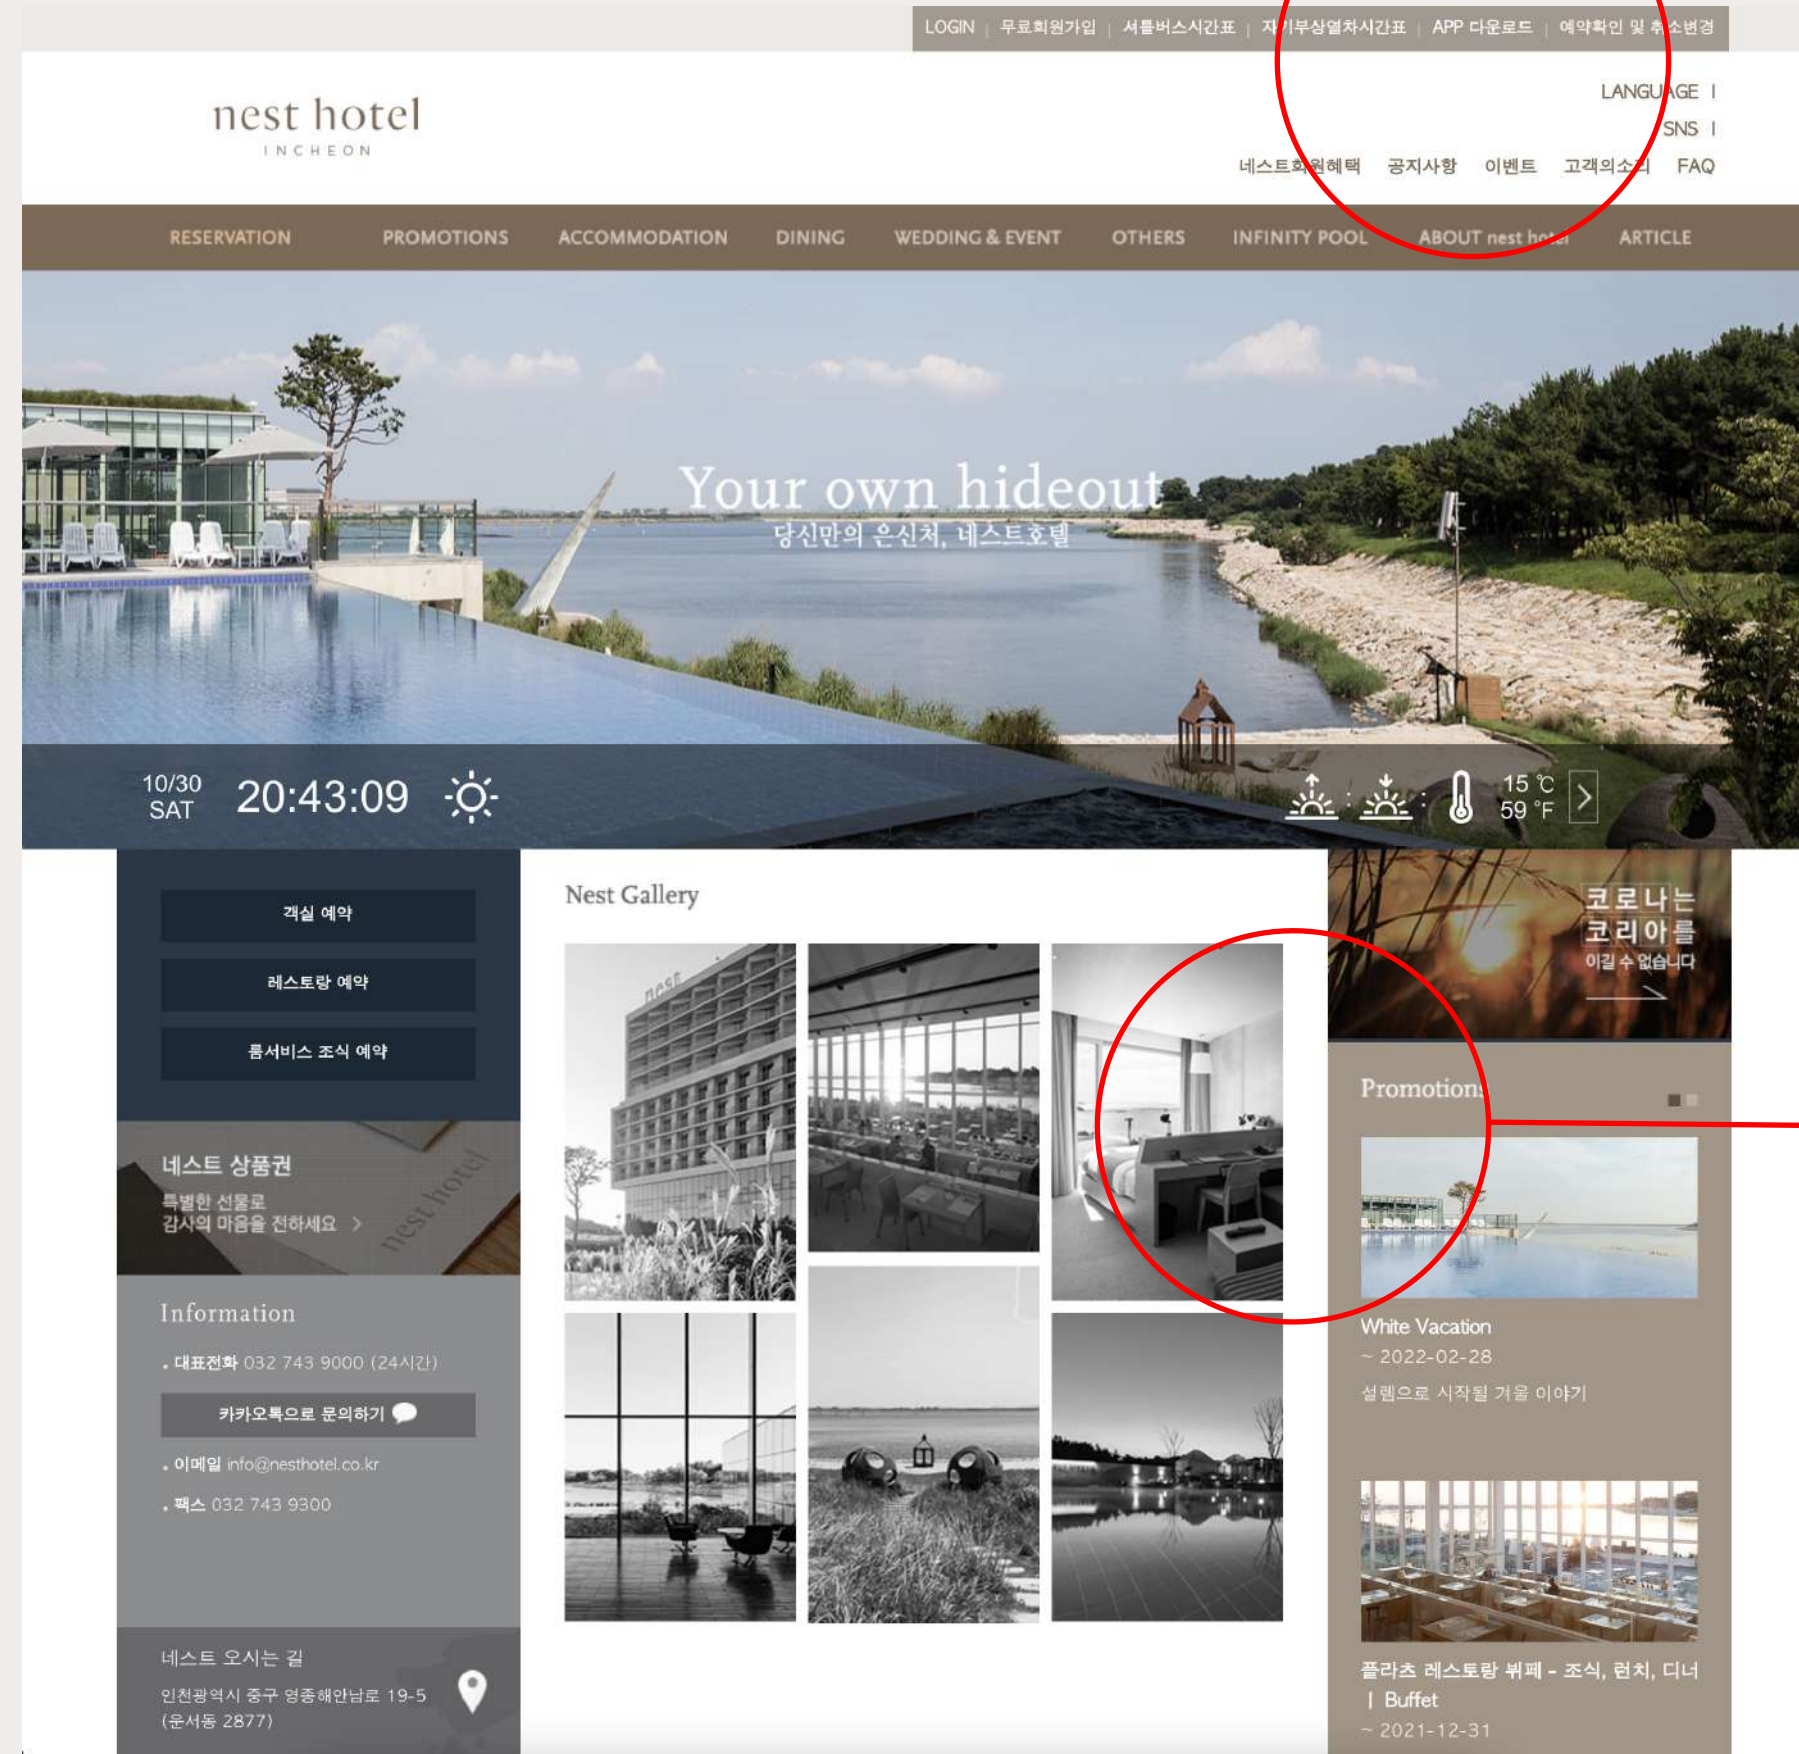 LOGIN | 무료회원가입 | 셔틀버스시간표 | 자기부상열차시간표 | APP 다운로드 | 예약확인 및 취소변경
nest hotel
INCHEON
LANGUAGE |
SNS |
네스트회원혜택 공지사항 이벤트 고객의소리 FAQ
RESERVATION PROMOTIONS ACCOMMODATION DINING WEDDING & EVENT OTHERS INFINITY POOL ABOUT nest hotel ARTICLE
Your own hideout
당신만의 은신처, 네스트호텔
10/30
SAT
20:43:09
15 ℃
59 °F
객실 예약
레스토랑 예약
룸서비스 조식 예약
네스트 상품권
특별한 선물로
감사의 마음을 전하세요 >
nest hotel
Information
. 대표전화 032 743 9000 (24시간)
카카오톡으로 문의하기
. 이메일 info@nesthotel.co.kr
. 팩스 032 743 9300
네스트 오시는 길
인천광역시 중구 영종해안남로 19-5
(운서동 2877)
Nest Gallery
nest
코로나는
코리아를
이길 수 없습니다
Promotions
White Vacation
~ 2022-02-28
설렘으로 시작될 겨울 이야기
플라츠 레스토랑 뷔페 - 조식, 런치, 디너
| Buffet
~ 2021-12-31